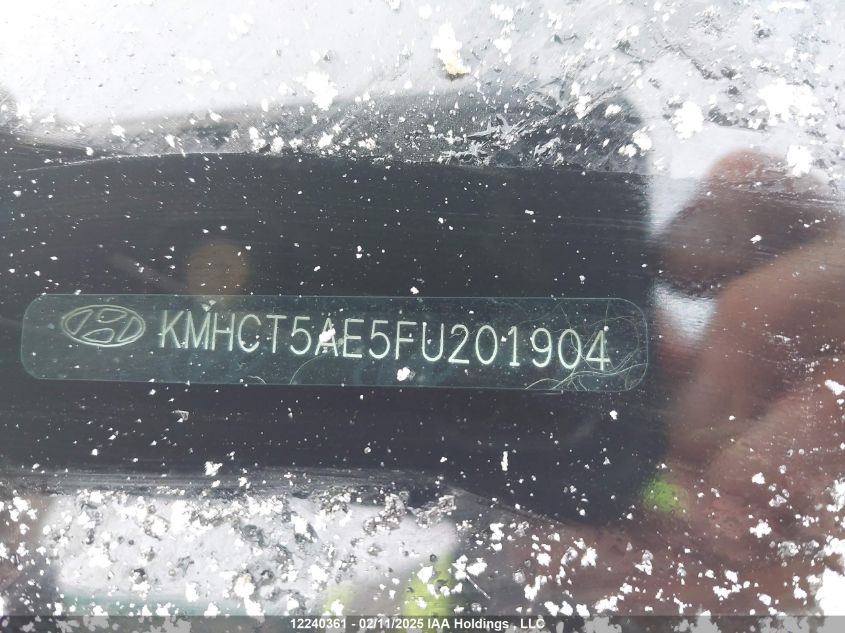 KMHCT5AE5FU201904
12240361 - 02/11/2025 IAA Holdings , LLC